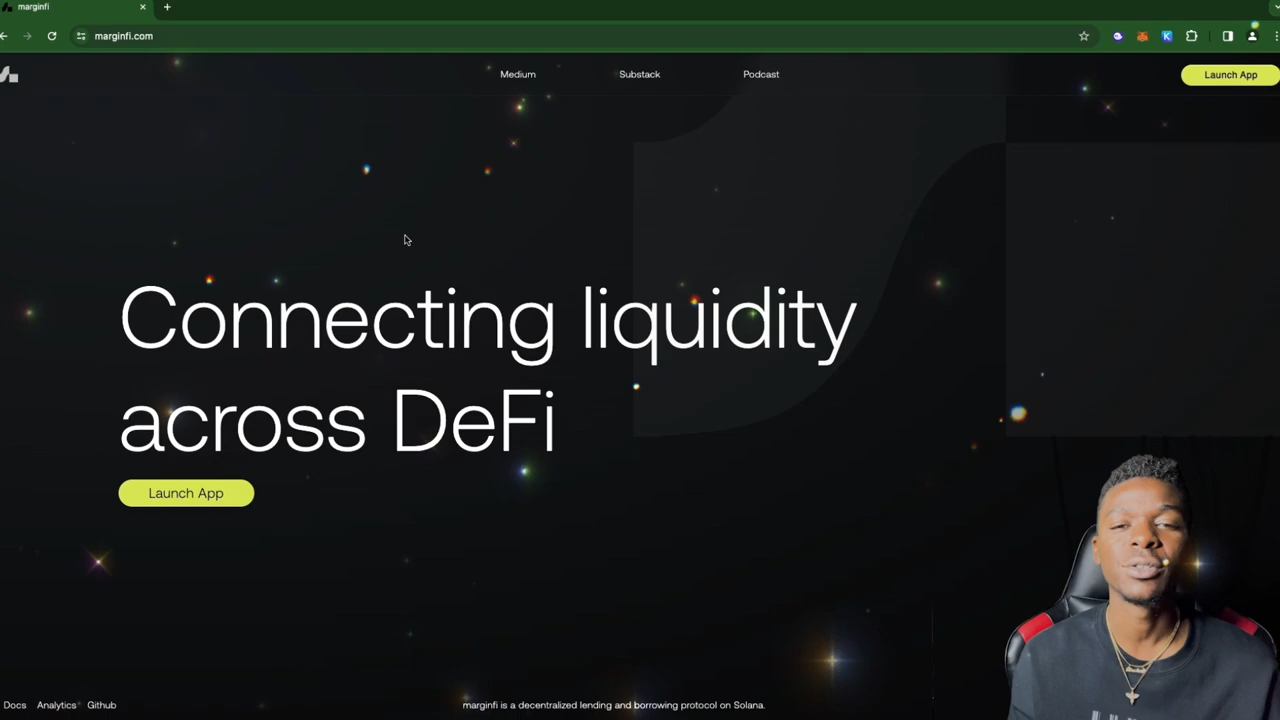 marginfi
marginfi.com
Medium
Substack
Podcast
Launch App
Connecting liquidity
across DeFi
Launch App
Docs
Analytics
Github
marginfi is a decentralized lending and borrowing protocol on Solana.